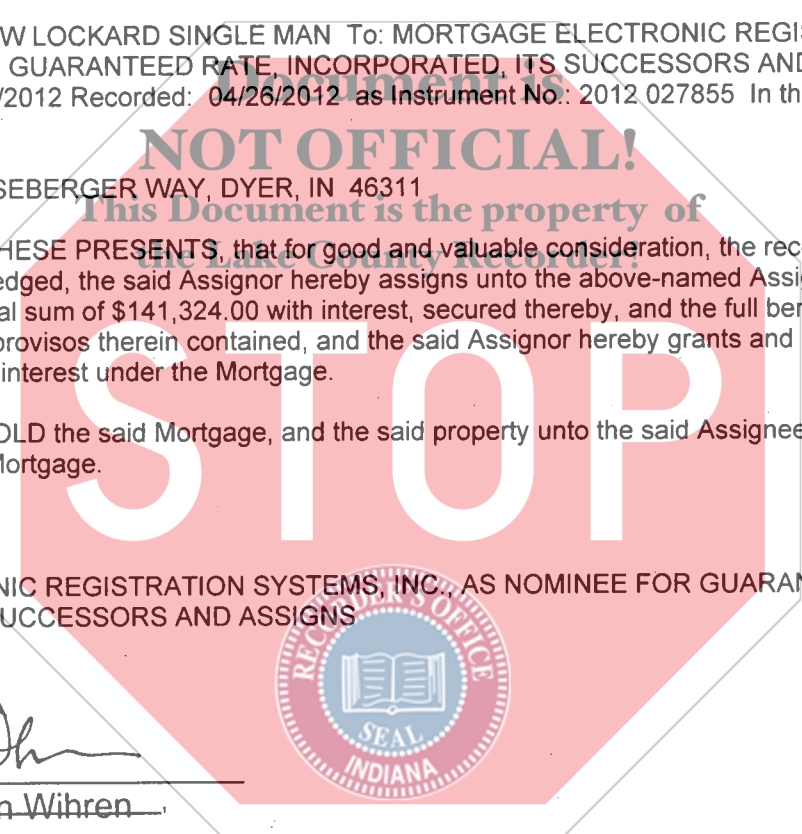 W LOCKARD SINGLE MAN To: MORTGAGE ELECTRONIC REGIS
GUARANTEED RATE, INCORPORATED, ITS SUCCESSORS AND
Document is
/2012 Recorded: 04/26/2012 as Instrument No.: 2012 027855 In th
NOT OFFICIAL!
SEBERGER WAY, DYER, IN 46311
This Document is the property of
HESE PRESENTS, that for good and valuable consideration, the rec
the Lake County Recorder!
edged, the said Assignor hereby assigns unto the above-named Assig
al sum of $141,324.00 with interest, secured thereby, and the full ben
provisos therein contained, and the said Assignor hereby grants and
interest under the Mortgage.
STOP
OLD the said Mortgage, and the said property unto the said Assignee
Mortgage.
NIC REGISTRATION SYSTEMS, INC., AS NOMINEE FOR GUARAN
UCCESSORS AND ASSIGNS
RECORDER'S OFFICE
SEAL
INDIANA
n Wihren